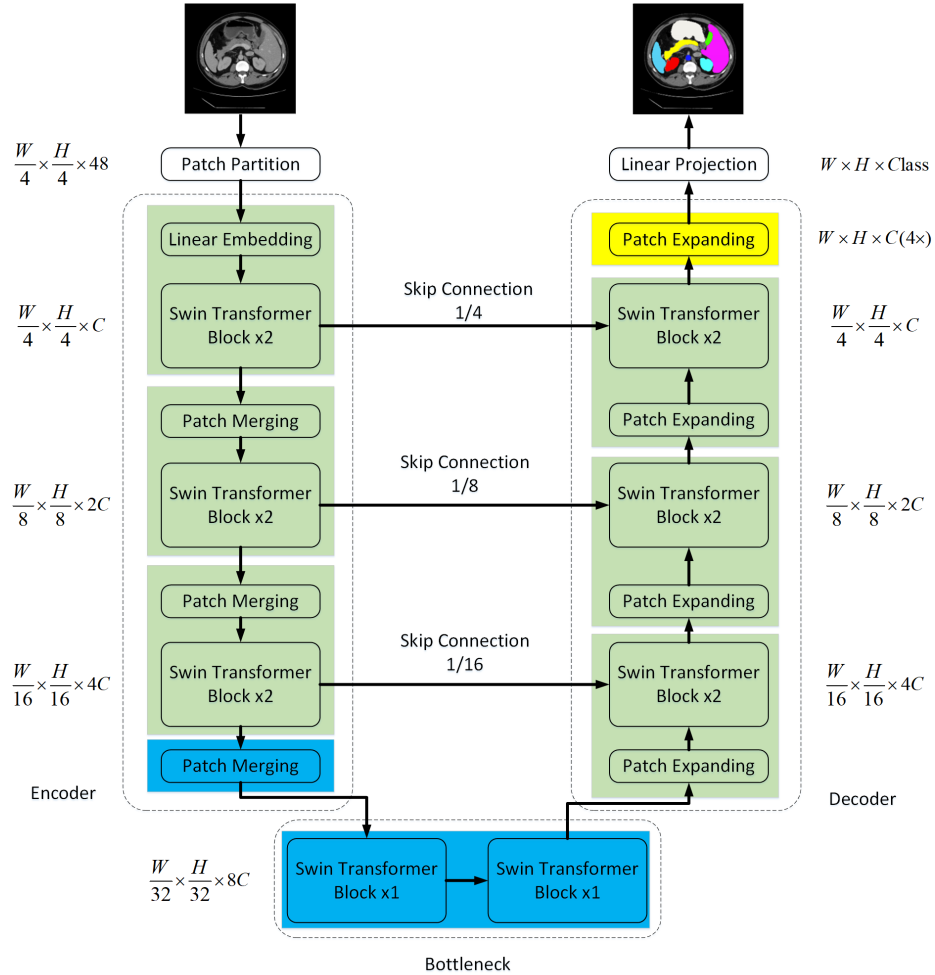 W/4 × H/4 × 48
Patch Partition
Linear Projection
W × H × Class
Linear Embedding
Patch Expanding
W × H × C(4×)
W/4 × H/4 × C
Swin Transformer
Block x2
Skip Connection
1/4
Swin Transformer
Block x2
W/4 × H/4 × C
Patch Merging
Patch Expanding
W/8 × H/8 × 2C
Swin Transformer
Block x2
Skip Connection
1/8
Swin Transformer
Block x2
W/8 × H/8 × 2C
Patch Merging
Patch Expanding
W/16 × H/16 × 4C
Swin Transformer
Block x2
Skip Connection
1/16
Swin Transformer
Block x2
W/16 × H/16 × 4C
Patch Merging
Patch Expanding
Encoder
Decoder
W/32 × H/32 × 8C
Swin Transformer
Block x1
Swin Transformer
Block x1
Bottleneck